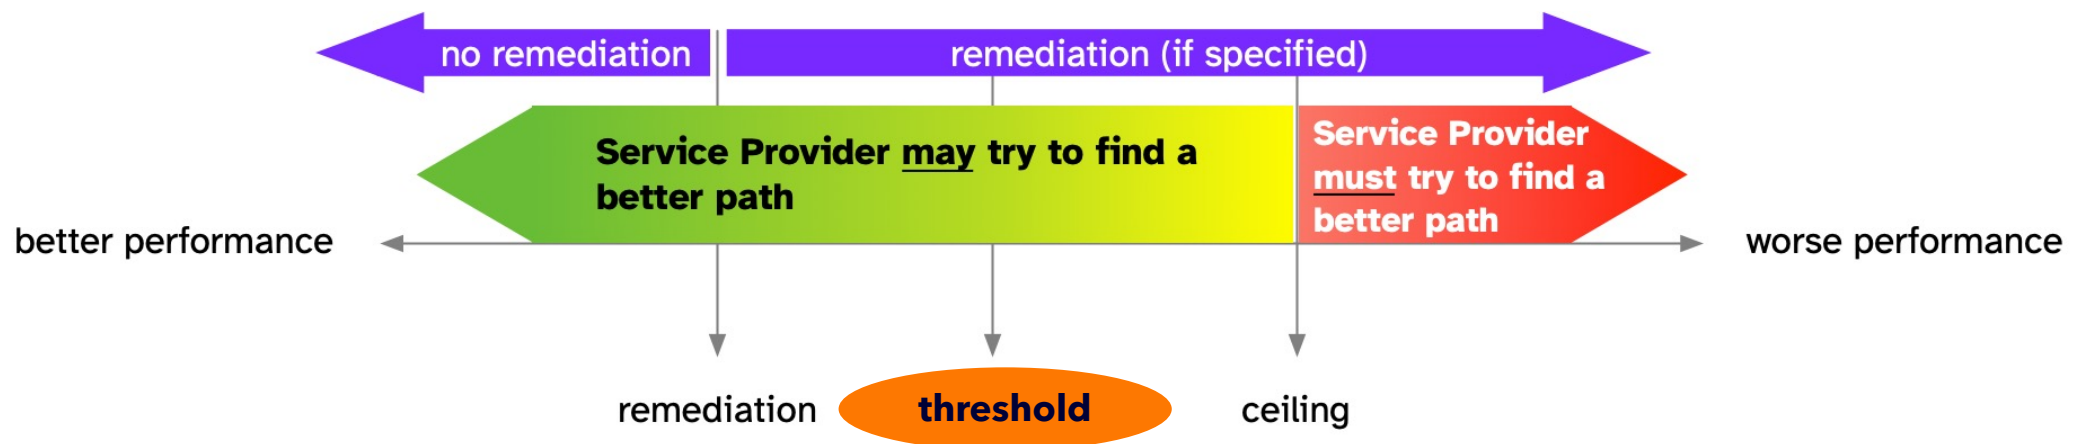 no remediation
remediation (if specified)
Service Provider may try to find a
better path
Service Provider
must try to find a
better path
better performance
worse performance
remediation
threshold
ceiling